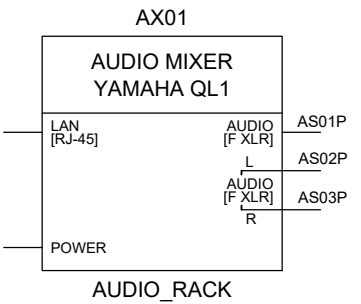 AX01
AUDIO MIXER
YAMAHA QL1
LAN
[RJ-45]
AUDIO
[F XLR]
AS01P
L
AS02P
AUDIO
[F XLR]
AS03P
R
POWER
AUDIO_RACK